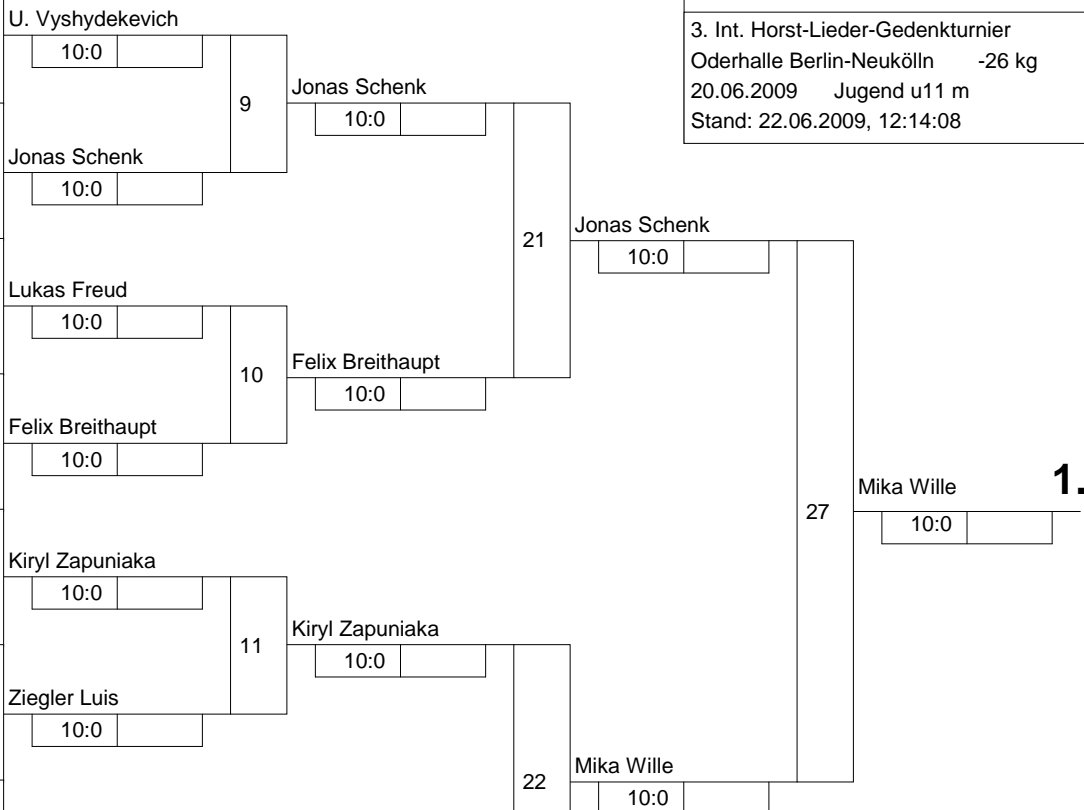 U. Vyshydekevich
10:0
9
Jonas Schenk
10:0
Jonas Schenk
10:0
3. Int. Horst-Lieder-Gedenkturnier
Oderhalle Berlin-Neukölln -26 kg
20.06.2009 Jugend u11 m
Stand: 22.06.2009, 12:14:08
21
Jonas Schenk
10:0
Lukas Freud
10:0
10
Felix Breithaupt
10:0
Felix Breithaupt
10:0
27
Mika Wille 1.
10:0
Kiryl Zapuniaka
10:0
11
Kiryl Zapuniaka
10:0
Ziegler Luis
10:0
22
Mika Wille
10:0